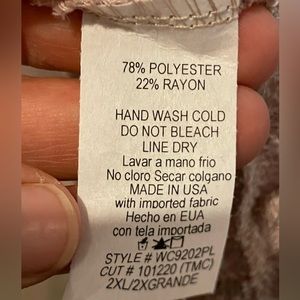 78% POLYESTER
22% RAYON
HAND WASH COLD
DO NOT BLEACH
LINE DRY
Lavar a mano frio
No cloro Secar colgano
MADE IN USA
with imported fabric
Hecho en EUA
con tela importada
STYLE # WC9202PL
CUT # 101220 (TMC)
2XL/2XGRANDE